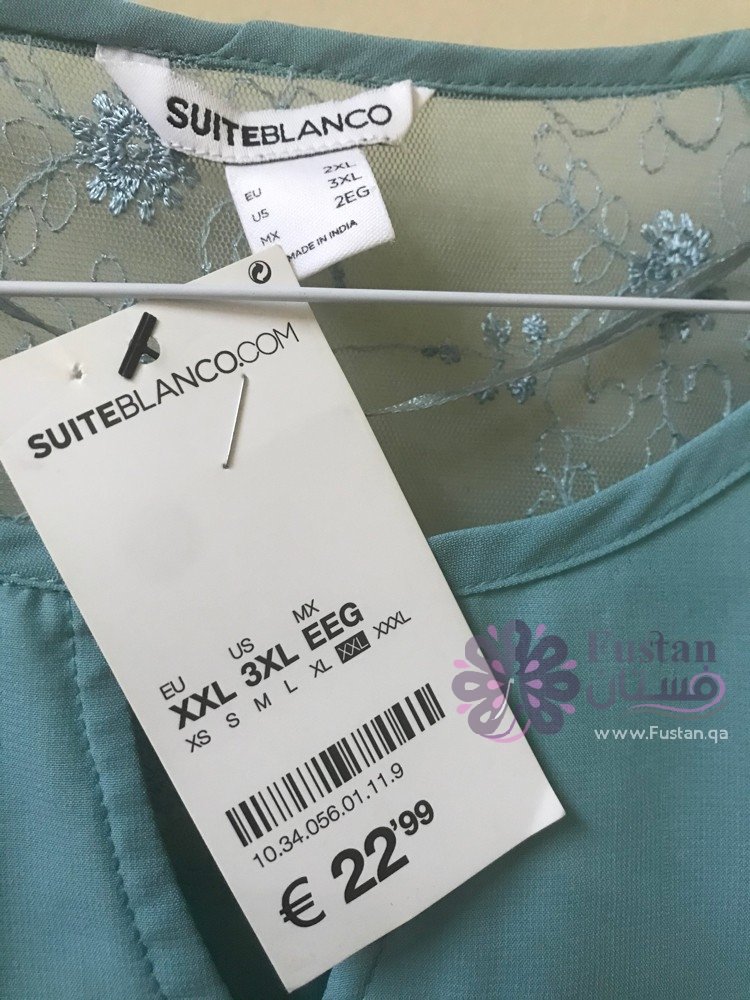 SUITEBLANCO
EU 2XL
US 3XL
MX 2EG
MADE IN INDIA
SUITEBLANCO.COM
EU US MX
XXL 3XL EEG
XS S M L XL XXL XXXL
10.34.056.01.11.9
€ 22'99
Fustan
فستان
www.Fustan.qa